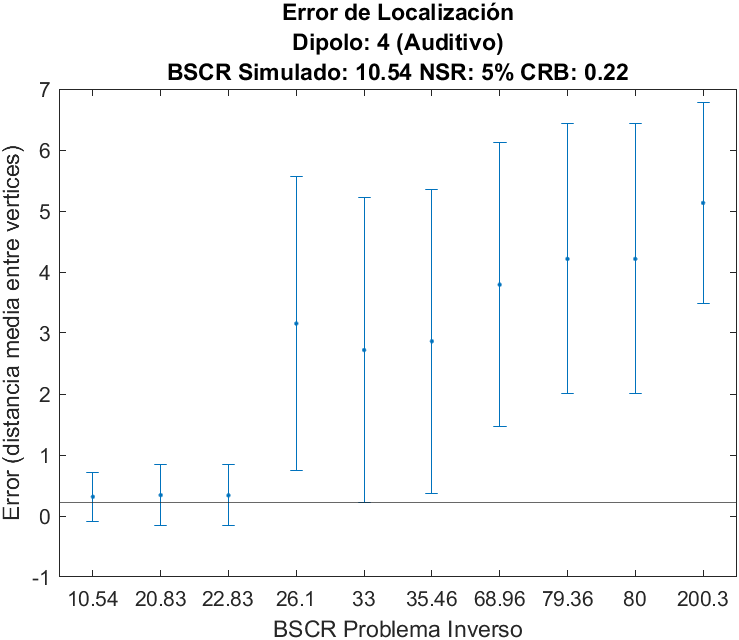 Error de Localización
Dipolo: 4 (Auditivo)
BSCR Simulado: 10.54 NSR: 5% CRB: 0.22
Error (distancia media entre vertices)
7
6
5
4
3
2
1
0
-1
10.54 20.83 22.83 26.1 33 35.46 68.96 79.36 80 200.3
BSCR Problema Inverso